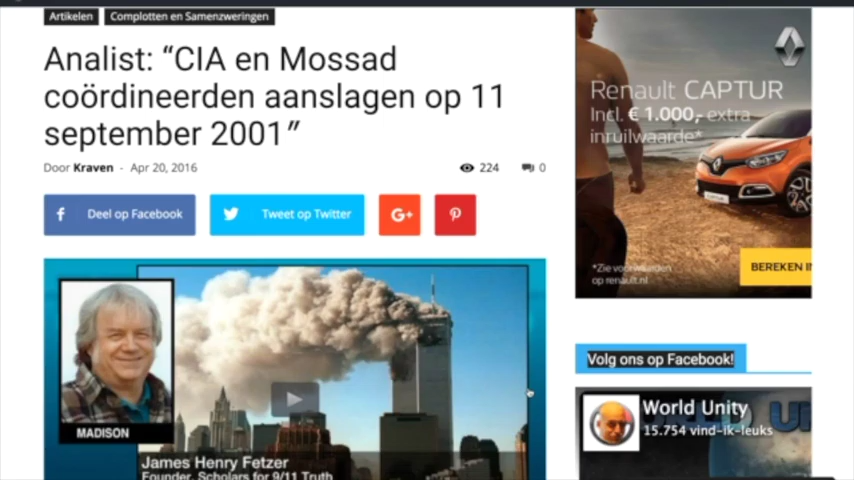 Artikelen Complotten en Samenzweringen
Analist: “CIA en Mossad
coördineerden aanslagen op 11
september 2001”
Door Kraven - Apr 20, 2016 224 0
Deel op Facebook Tweet op Twitter G+
MADISON
James Henry Fetzer
Founder, Scholars for 9/11 Truth
Renault CAPTUR
Incl. € 1.000,- extra
inruilwaarde*
*Zie voorwaarden
op renault.nl
BEREKEN
Volg ons op Facebook!
World Unity
15.754 vind-ik-leuks